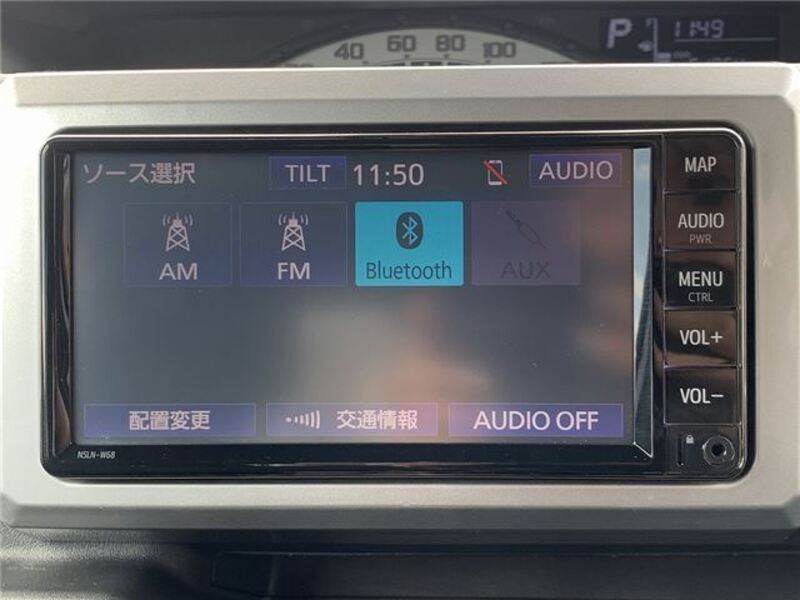 40 60 80 100
P 11:49
ソース選択 TILT 11:50 AUDIO
AM FM Bluetooth AUX
配置変更 交通情報 AUDIO OFF
NSLN-W68
MAP
AUDIO
PWR
MENU
CTRL
VOL+
VOL-